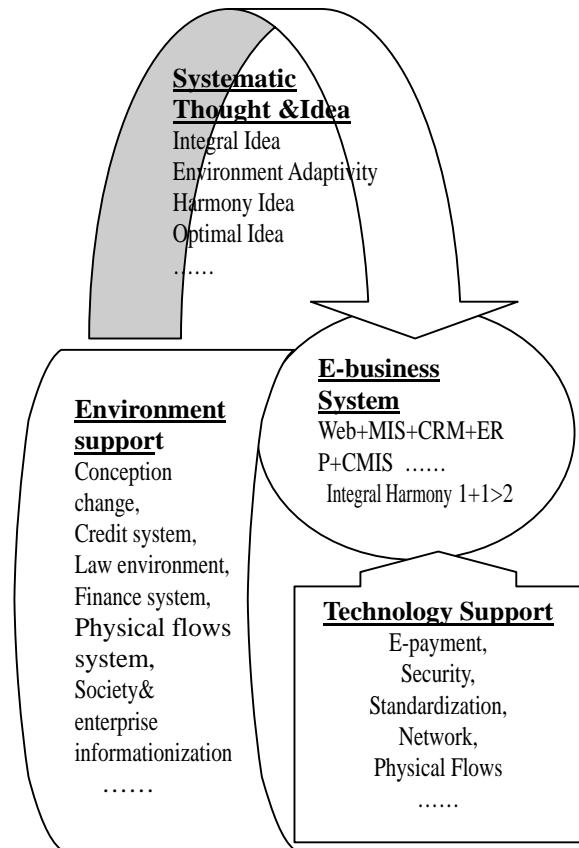 Systematic
Thought &Idea
Integral Idea
Environment Adaptivity
Harmony Idea
Optimal Idea
……
Environment
support
Conception
change,
Credit system,
Law environment,
Finance system,
Physical flows
system,
Society&
enterprise
informationization
……
E-business
System
Web+MIS+CRM+ER
P+CMIS ……
Integral Harmony 1+1>2
Technology Support
E-payment,
Security,
Standardization,
Network,
Physical Flows
……